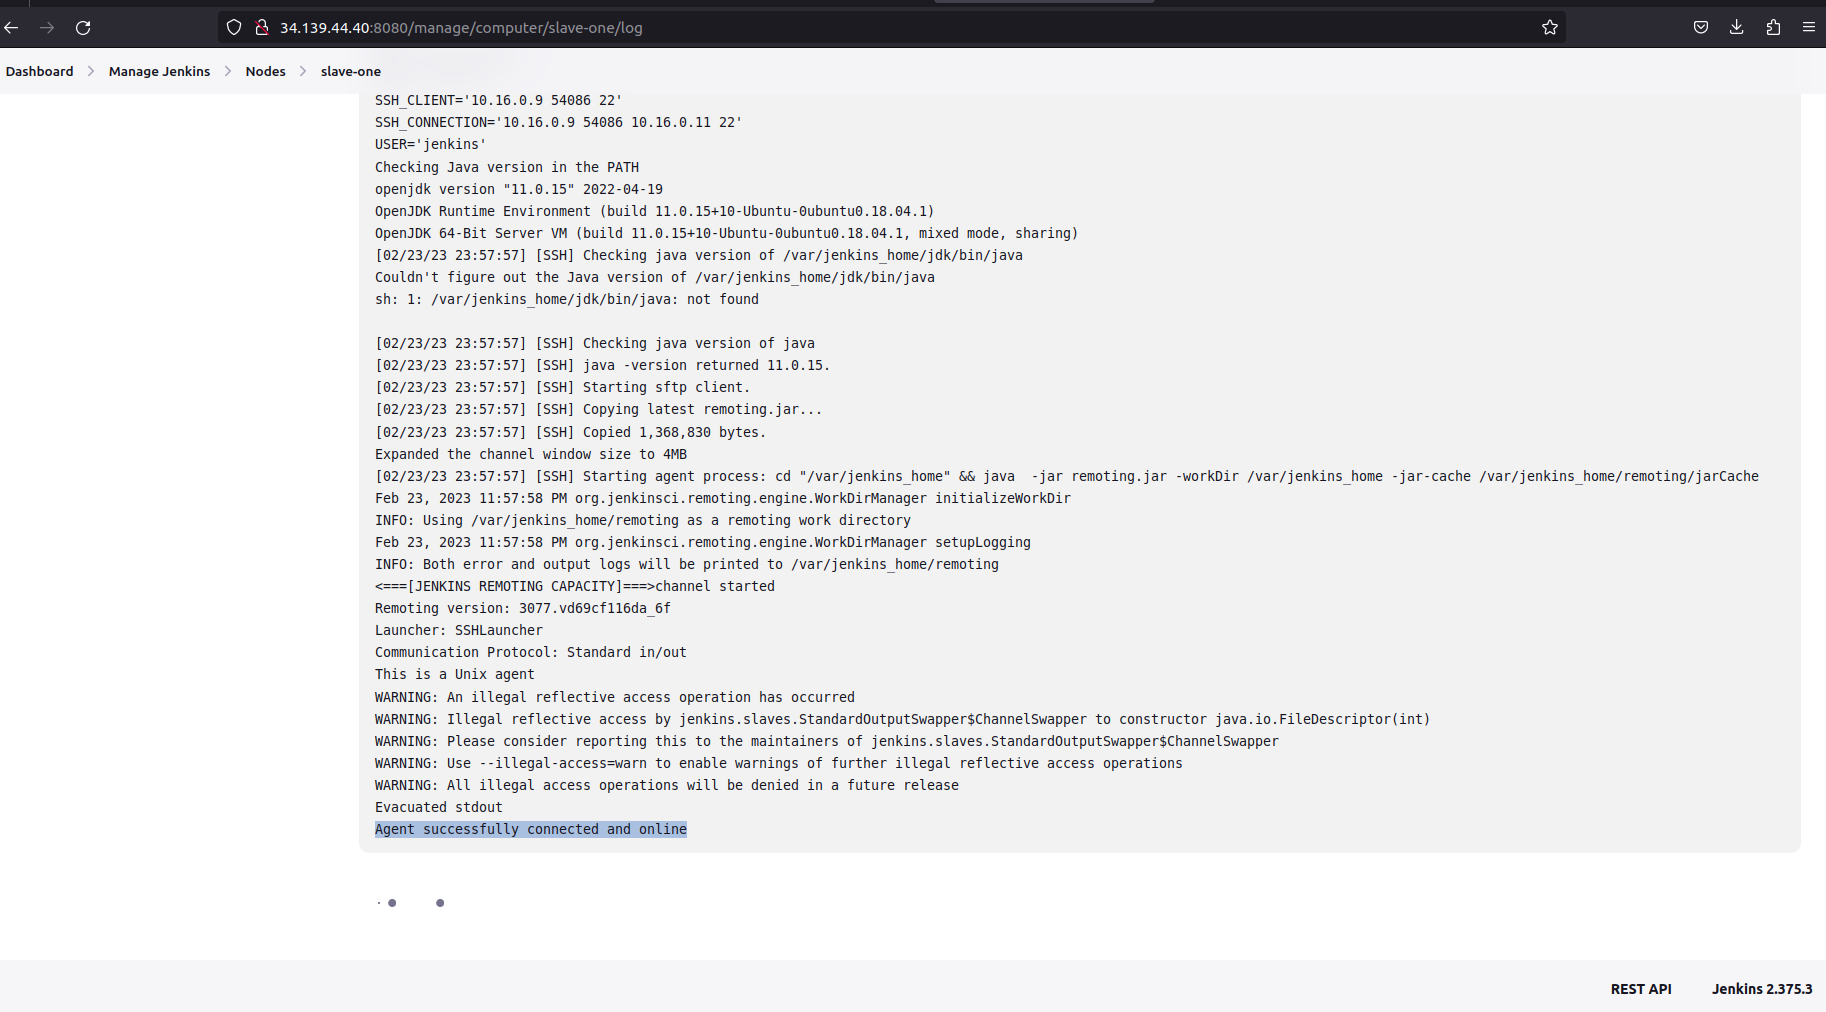 34.139.44.40:8080/manage/computer/slave-one/log
Dashboard > Manage Jenkins > Nodes > slave-one
SSH_CLIENT='10.16.0.9 54086 22'
SSH_CONNECTION='10.16.0.9 54086 10.16.0.11 22'
USER='jenkins'
Checking Java version in the PATH
openjdk version "11.0.15" 2022-04-19
OpenJDK Runtime Environment (build 11.0.15+10-Ubuntu-0ubuntu0.18.04.1)
OpenJDK 64-Bit Server VM (build 11.0.15+10-Ubuntu-0ubuntu0.18.04.1, mixed mode, sharing)
[02/23/23 23:57:57] [SSH] Checking java version of /var/jenkins_home/jdk/bin/java
Couldn't figure out the Java version of /var/jenkins_home/jdk/bin/java
sh: 1: /var/jenkins_home/jdk/bin/java: not found
[02/23/23 23:57:57] [SSH] Checking java version of java
[02/23/23 23:57:57] [SSH] java -version returned 11.0.15.
[02/23/23 23:57:57] [SSH] Starting sftp client.
[02/23/23 23:57:57] [SSH] Copying latest remoting.jar...
[02/23/23 23:57:57] [SSH] Copied 1,368,830 bytes.
Expanded the channel window size to 4MB
[02/23/23 23:57:57] [SSH] Starting agent process: cd "/var/jenkins_home" && java  -jar remoting.jar -workDir /var/jenkins_home -jar-cache /var/jenkins_home/remoting/jarCache
Feb 23, 2023 11:57:58 PM org.jenkinsci.remoting.engine.WorkDirManager initializeWorkDir
INFO: Using /var/jenkins_home/remoting as a remoting work directory
Feb 23, 2023 11:57:58 PM org.jenkinsci.remoting.engine.WorkDirManager setupLogging
INFO: Both error and output logs will be printed to /var/jenkins_home/remoting
<===[JENKINS REMOTING CAPACITY]===>channel started
Remoting version: 3077.vd69cf116da_6f
Launcher: SSHLauncher
Communication Protocol: Standard in/out
This is a Unix agent
WARNING: An illegal reflective access operation has occurred
WARNING: Illegal reflective access by jenkins.slaves.StandardOutputSwapper$ChannelSwapper to constructor java.io.FileDescriptor(int)
WARNING: Please consider reporting this to the maintainers of jenkins.slaves.StandardOutputSwapper$ChannelSwapper
WARNING: Use --illegal-access=warn to enable warnings of further illegal reflective access operations
WARNING: All illegal access operations will be denied in a future release
Evacuated stdout
Agent successfully connected and online
REST API Jenkins 2.375.3